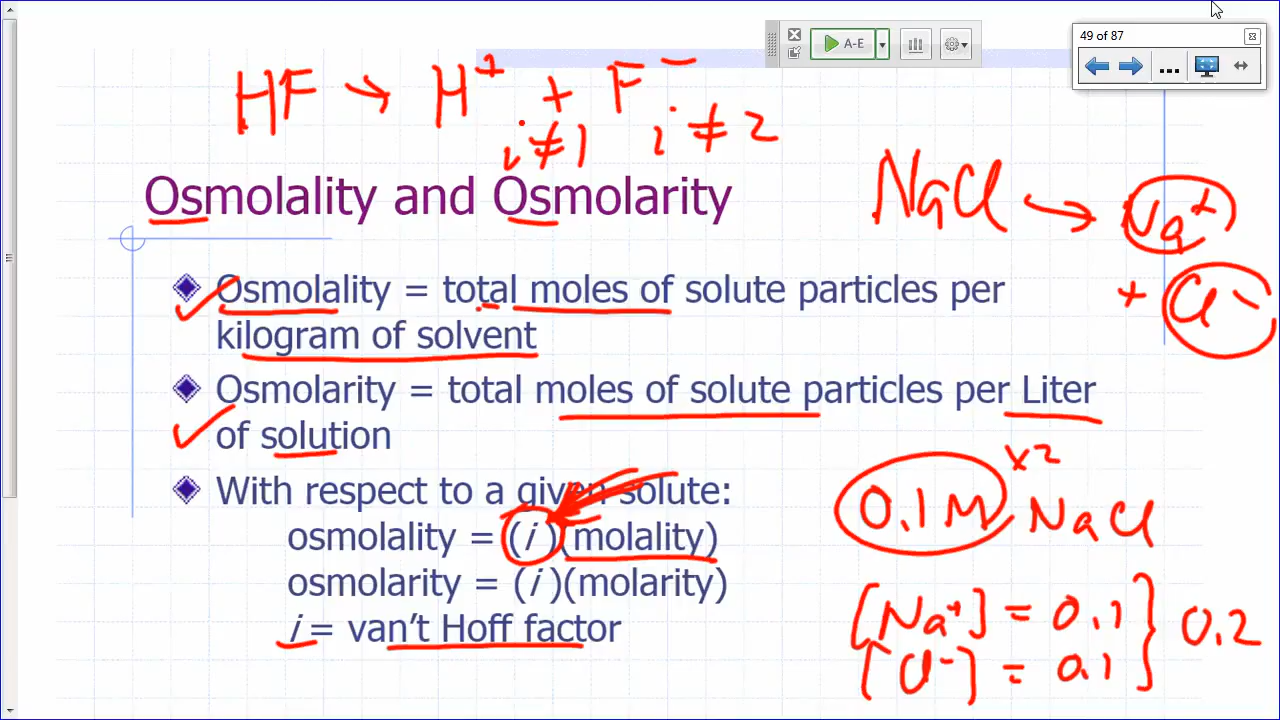 49 of 87
A-E
HF → H⁺ + F⁻
i ≠ 1 i ≠ 2
Osmolality and Osmolarity
NaCl → Na⁺
+ Cl⁻
Osmolality = total moles of solute particles per
kilogram of solvent
Osmolarity = total moles of solute particles per Liter
of solution
With respect to a given solute:
osmolality = (i )(molality)
osmolarity = (i )(molarity)
i = van’t Hoff factor
x2
0.1M NaCl
[Na⁺] = 0.1 } 0.2
[Cl⁻] = 0.1